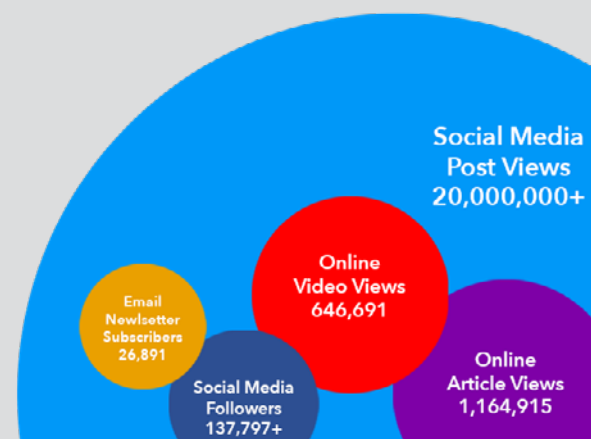 Social Media
Post Views
20,000,000+
Online
Video Views
646,691
Email
Newlsetter
Subscribers
26,891
Social Media
Followers
137,797+
Online
Article Views
1,164,915